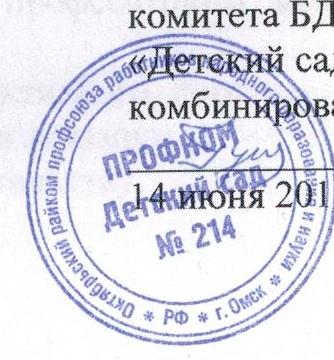 комитета БД
«Детский сад
комбинирова
14 июня 201
Октябрьский райком профсоюза работников народного образования и науки
ПРОФКОМ
Детский сад
№ 214
* РФ * г. Омск *